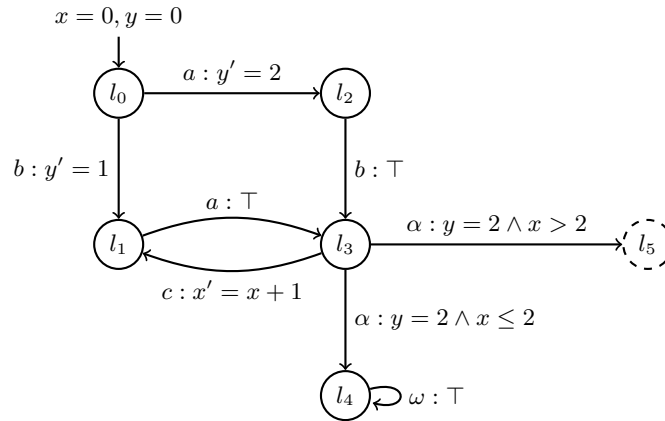 x = 0, y = 0
l₀
a : y′ = 2
l₂
b : y′ = 1
b : ⊤
l₁
a : ⊤
l₃
α : y = 2 ∧ x > 2
l₅
c : x′ = x + 1
α : y = 2 ∧ x ≤ 2
l₄
ω : ⊤